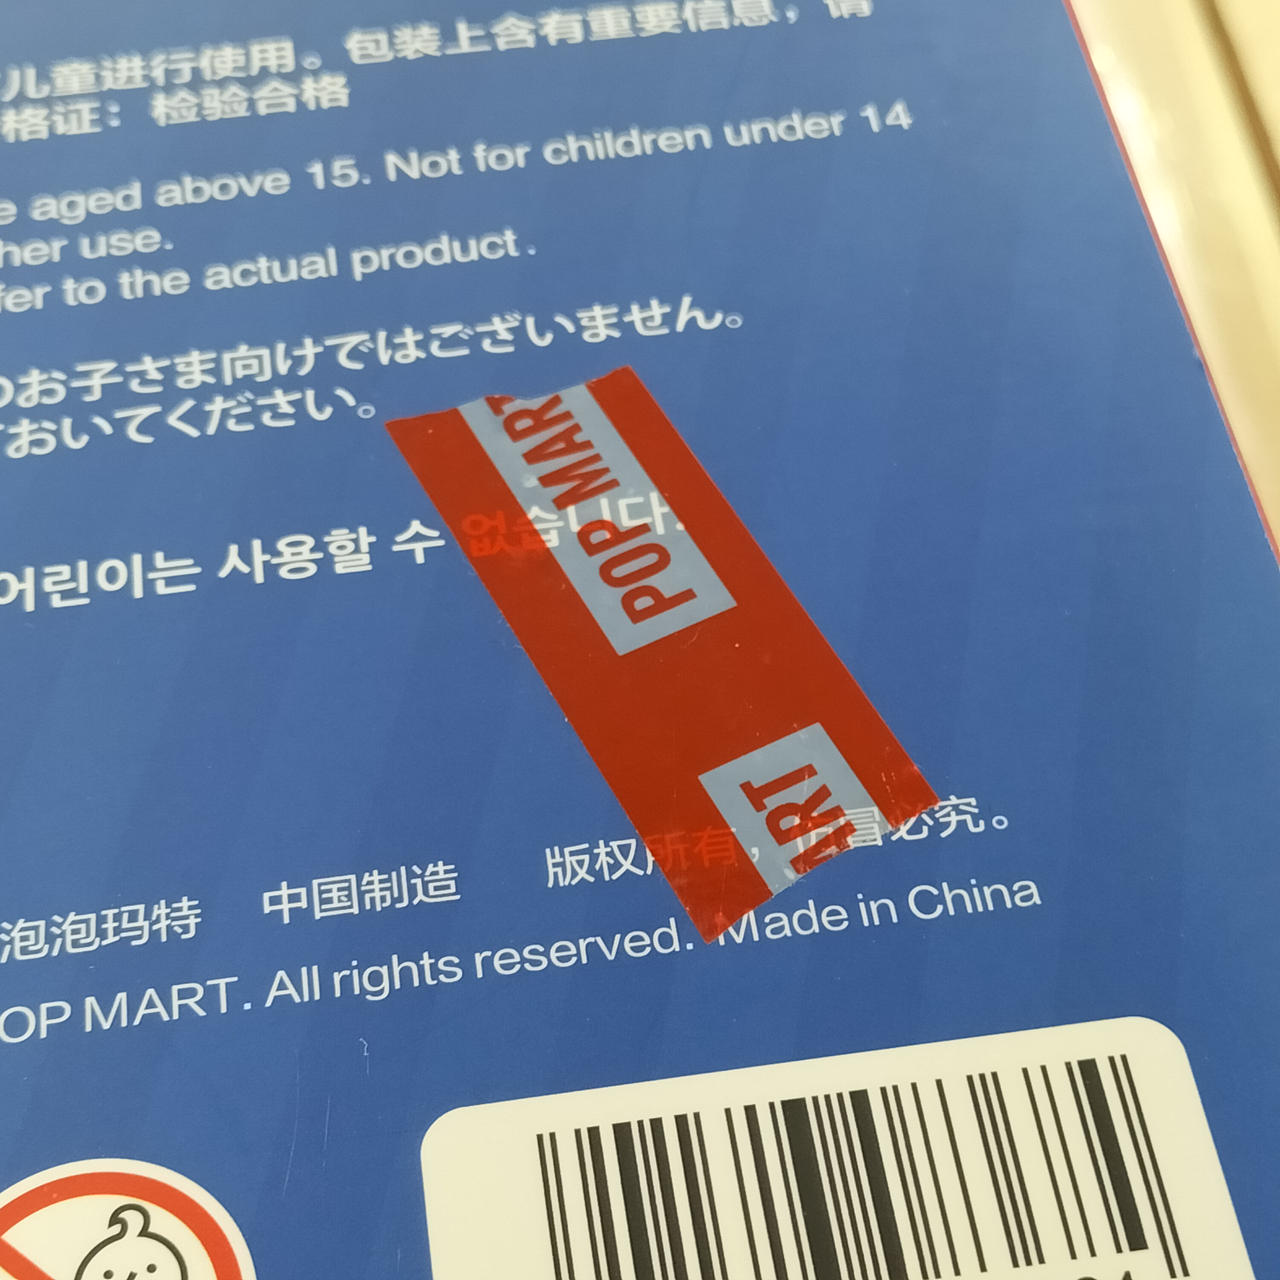 儿童进行使用。包装上含有重要信息，请
格证：检验合格
e aged above 15. Not for children under 14
her use.
fer to the actual product.
のお子さま向けではございません。
おいてください。
어린이는 사용할 수 없습니다.
POP MART
ART
泡泡玛特 中国制造 版权所有，仿冒必究。
OP MART. All rights reserved. Made in China